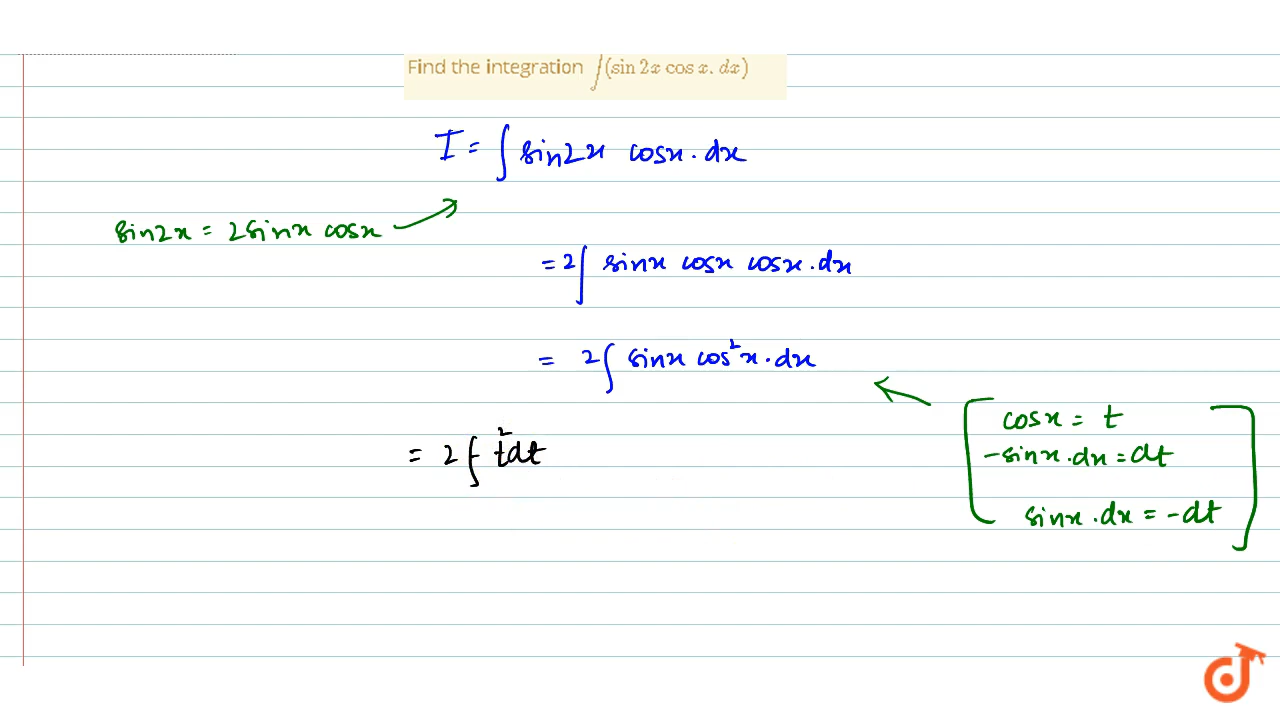 Find the integration ∫(sin 2x cos x. dx)
I = ∫ sin2x cosx. dx
sin2x = 2sinx cosx
= 2∫ sinx cosx cosx. dx
= 2∫ sinx cos²x. dx
cosx = t
-sinx. dx = dt
= 2∫ t²dt
sinx. dx = -dt